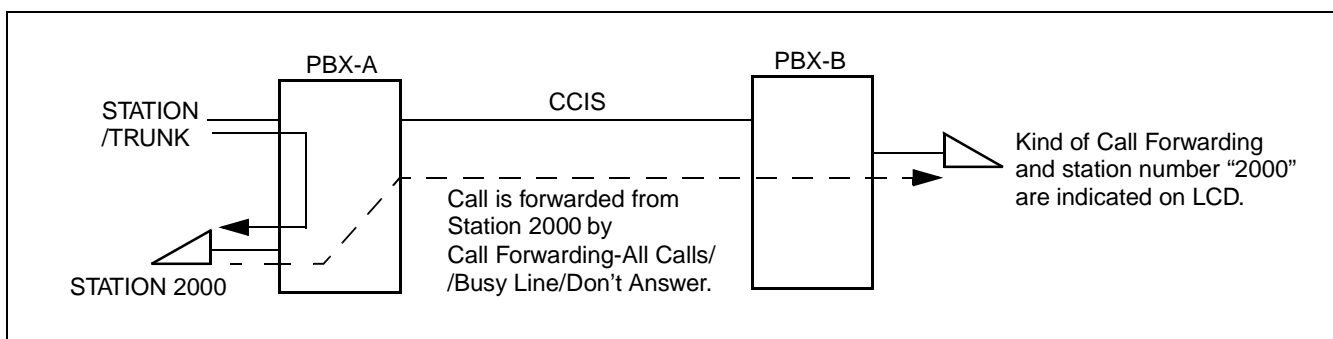 PBX-A
PBX-B
STATION
/TRUNK
CCIS
Kind of Call Forwarding
and station number “2000”
are indicated on LCD.
Call is forwarded from
Station 2000 by
Call Forwarding-All Calls/
/Busy Line/Don’t Answer.
STATION 2000